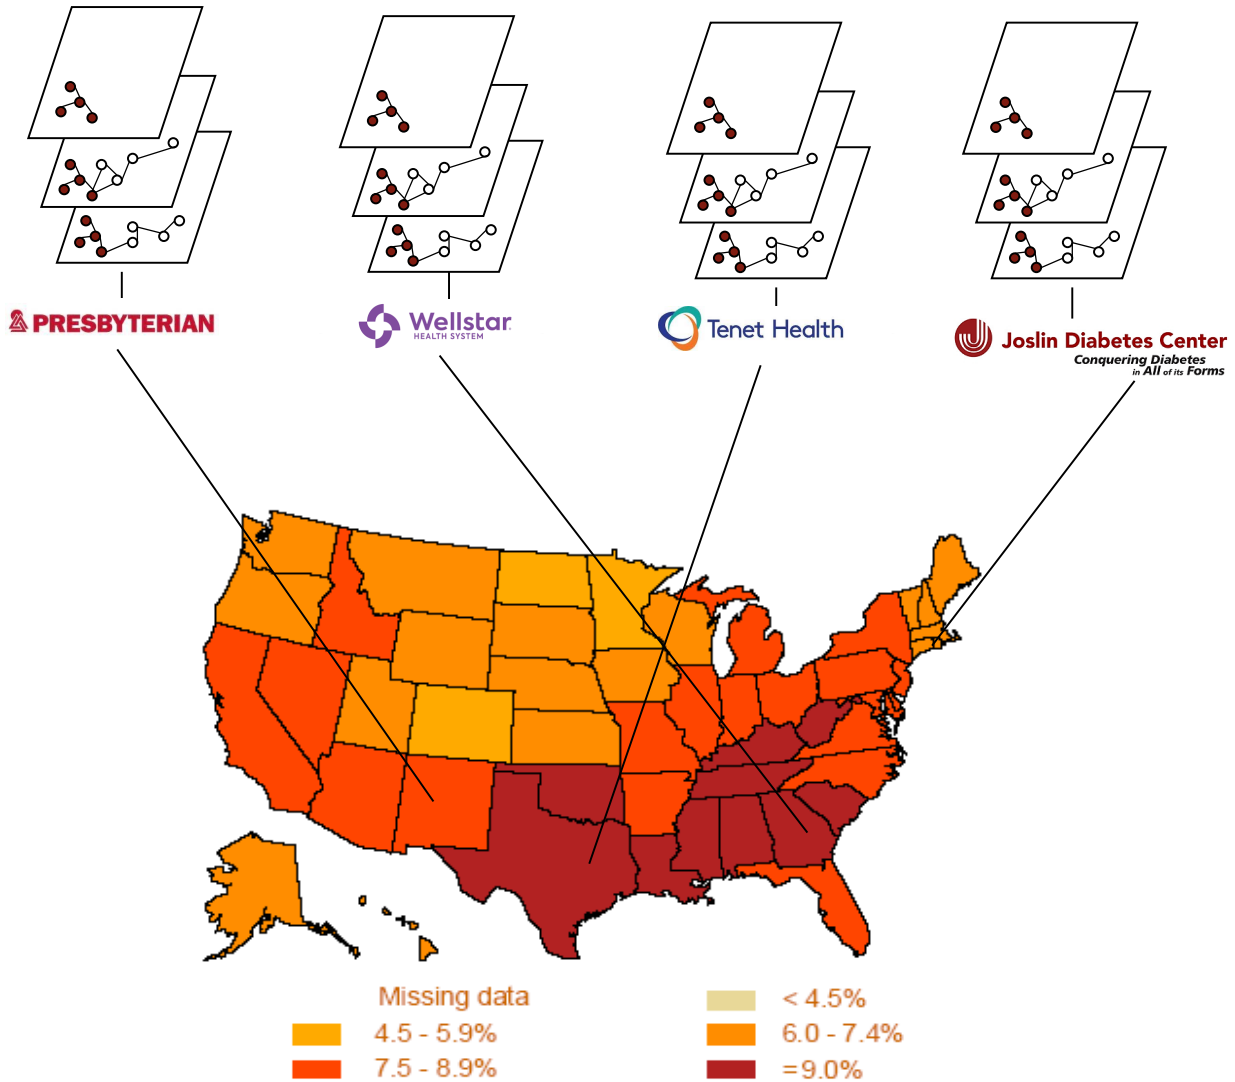 PRESBYTERIAN
Wellstar
HEALTH SYSTEM
Tenet Health
Joslin Diabetes Center
Conquering Diabetes
in All of its Forms
Missing data
< 4.5%
4.5 - 5.9%
6.0 - 7.4%
7.5 - 8.9%
=9.0%